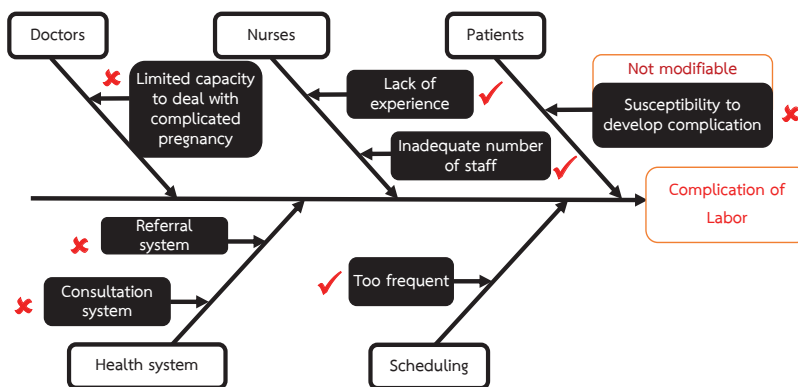 Doctors
Nurses
Patients
Limited capacity
to deal with
complicated
pregnancy
Lack of
experience
Inadequate number
of staff
Not modifiable
Susceptibility to
develop complication
Complication of
Labor
Referral
system
Consultation
system
Too frequent
Health system
Scheduling